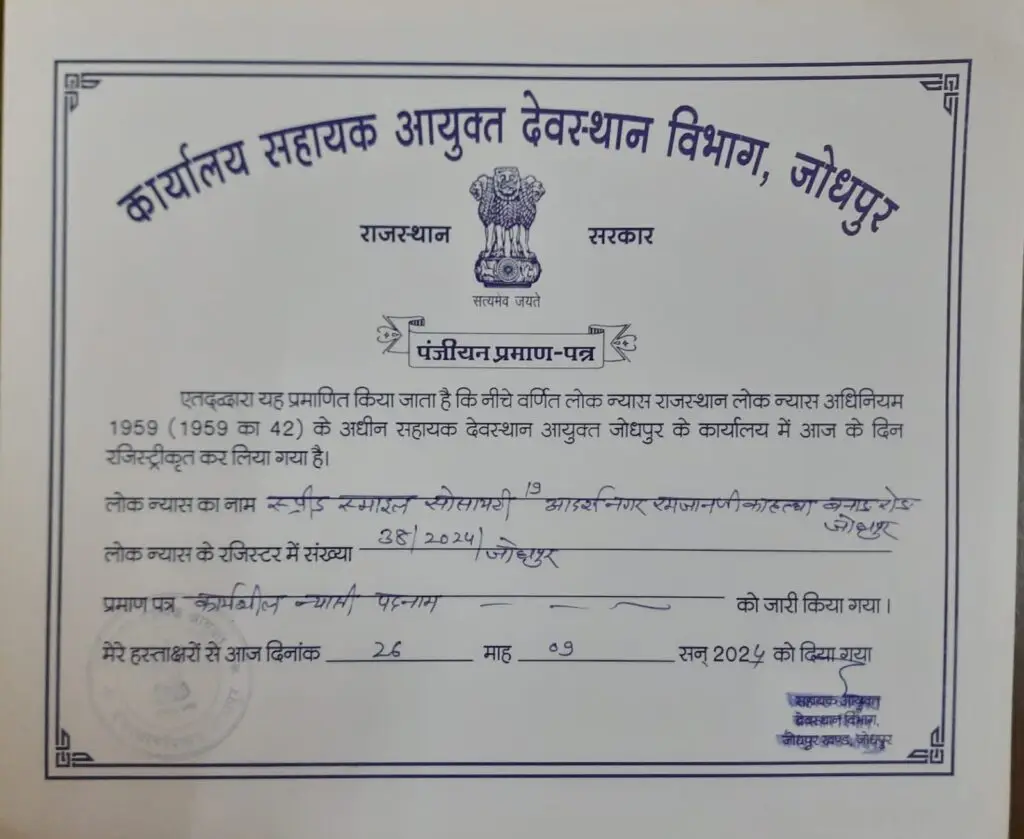 कार्यालय सहायक आयुक्त देवस्थान विभाग, जोधपुर
राजस्थान सरकार
सत्यमेव जयते
पंजीयन प्रमाण-पत्र
एतद्द्वारा यह प्रमाणित किया जाता है कि नीचे वर्णित लोक न्यास राजस्थान लोक न्यास अधिनियम
1959 (1959 का 42) के अधीन सहायक देवस्थान आयुक्त जोधपुर के कार्यालय में आज के दिन
रजिस्ट्रीकृत कर लिया गया है।
लोक न्यास का नाम स्प्रीड स्माइल सोसायटी 19 आदर्शनगर रमजानजी का हत्था बनाड रोड
जोधपुर
लोक न्यास के रजिस्टर में संख्या 38/2024/जोधपुर
प्रमाण पत्र कार्यशील न्यासी पदनाम को जारी किया गया।
मेरे हस्ताक्षरों से आज दिनांक 26 माह 09 सन् 2024 को दिया गया
सहायक आयुक्त
देवस्थान विभाग,
जोधपुर खण्ड, जोधपुर